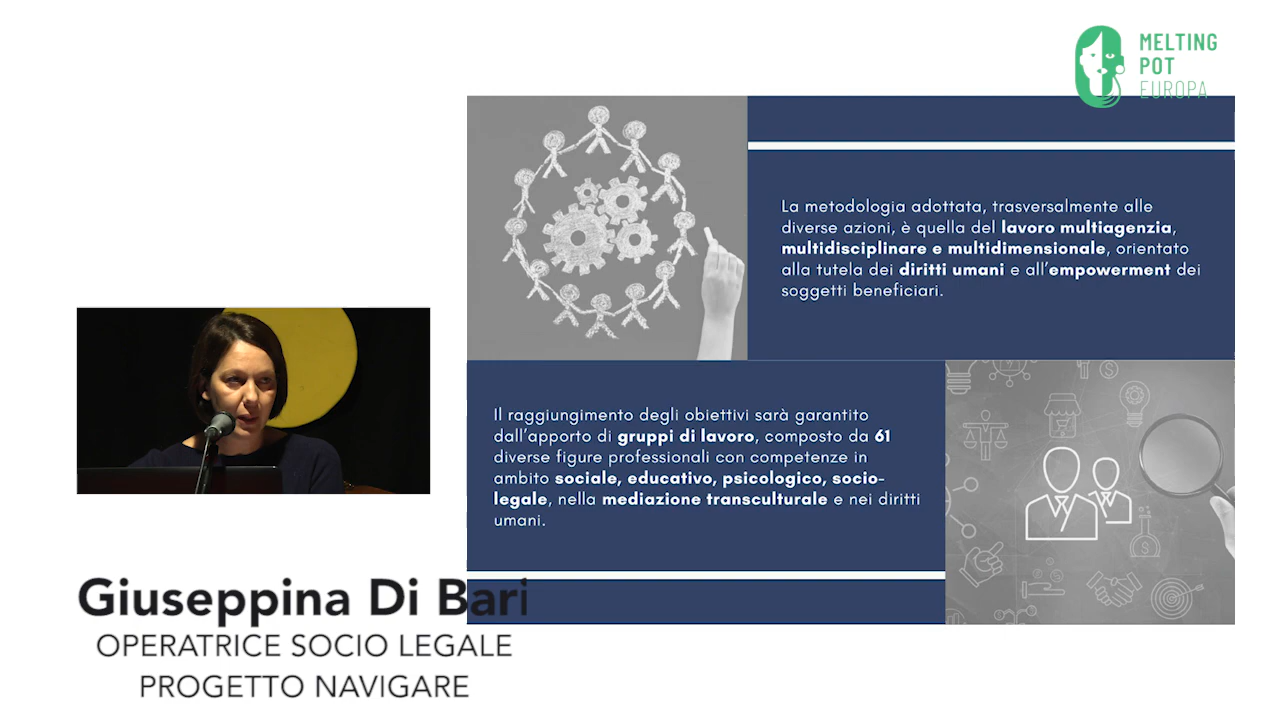 MELTING
POT
EUROPA
La metodologia adottata, trasversalmente alle
diverse azioni, è quella del lavoro multiagenzia,
multidisciplinare e multidimensionale, orientato
alla tutela dei diritti umani e all'empowerment dei
soggetti beneficiari.
Il raggiungimento degli obiettivi sarà garantito
dall'apporto di gruppi di lavoro, composto da 61
diverse figure professionali con competenze in
ambito sociale, educativo, psicologico, socio-
legale, nella mediazione transculturale e nei diritti
umani.
Giuseppina Di Bari
OPERATRICE SOCIO LEGALE
PROGETTO NAVIGARE